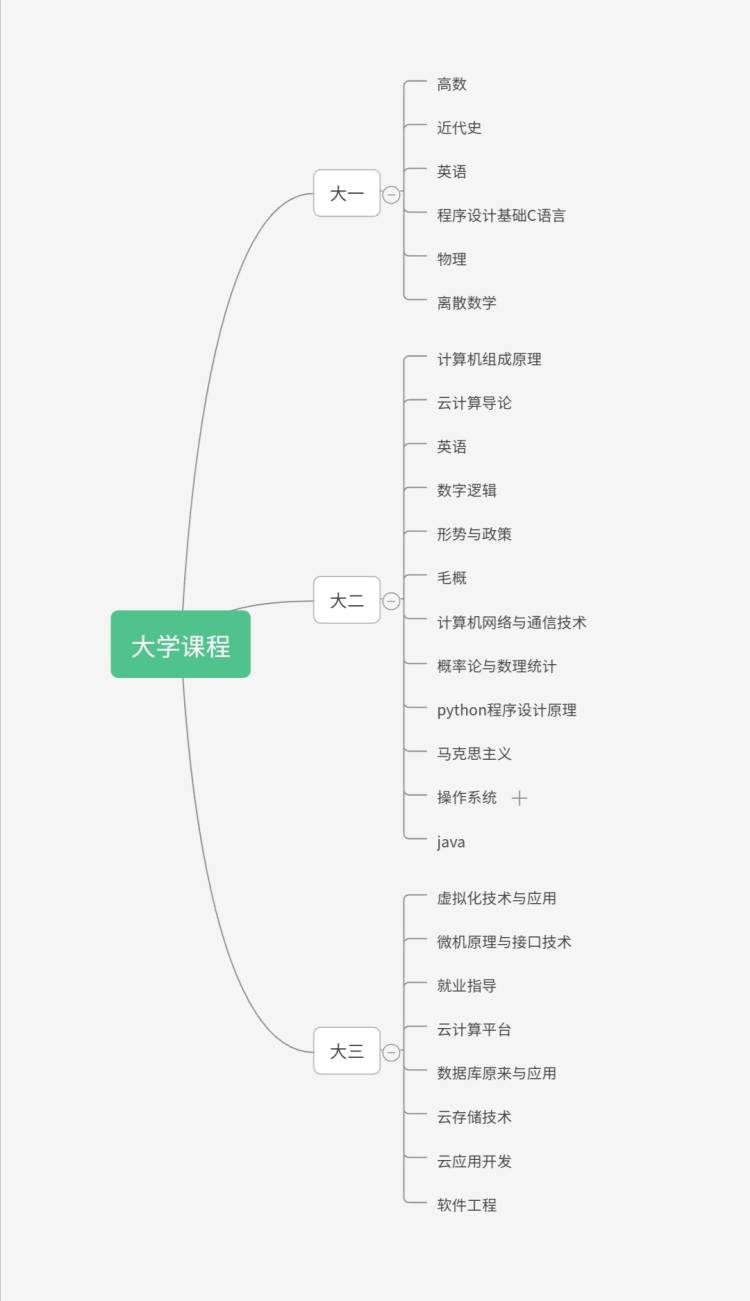 大学课程
大一
高数
近代史
英语
程序设计基础C语言
物理
离散数学
大二
计算机组成原理
云计算导论
英语
数字逻辑
形势与政策
毛概
计算机网络与通信技术
概率论与数理统计
python程序设计原理
马克思主义
操作系统
java
大三
虚拟化技术与应用
微机原理与接口技术
就业指导
云计算平台
数据库原来与应用
云存储技术
云应用开发
软件工程